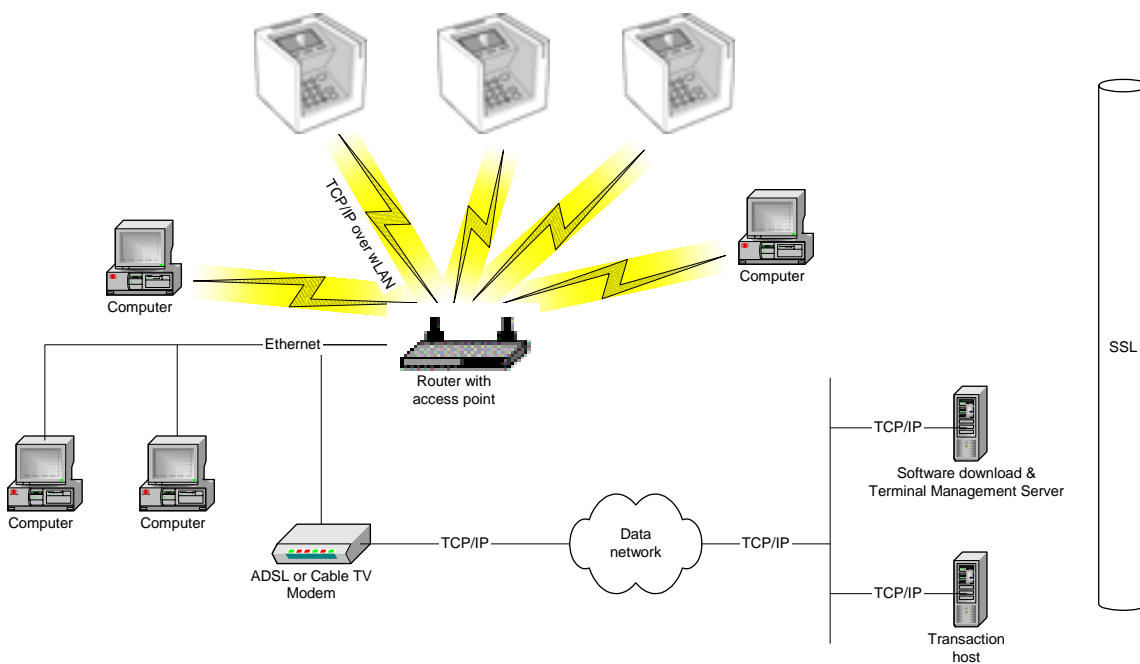 TCP/IP over wLAN
Computer
Computer
Ethernet
Router with
access point
SSL
TCP/IP
Software download &
Terminal Management Server
Computer
Computer
Data
network
TCP/IP
TCP/IP
ADSL or Cable TV
Modem
TCP/IP
Transaction
host